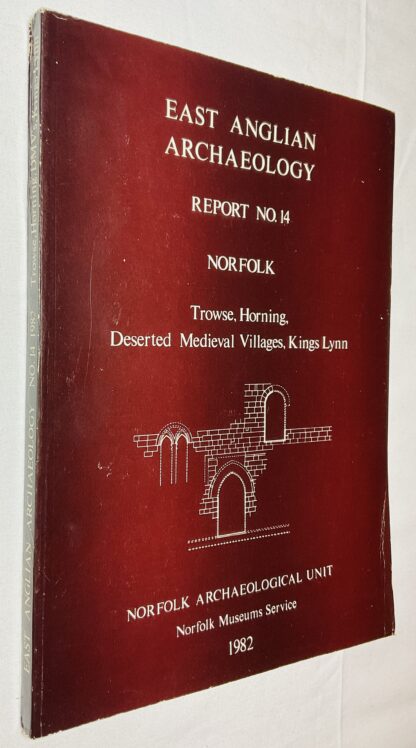 EAST ANGLIAN
ARCHAEOLOGY
REPORT NO. 14
NORFOLK
Trowse, Horning,
Deserted Medieval Villages, Kings Lynn
NORFOLK ARCHAEOLOGICAL UNIT
Norfolk Museums Service
1982
EAST ANGLIAN ARCHAEOLOGY NO. 14 1982 Trowse, Horning, DMV's,